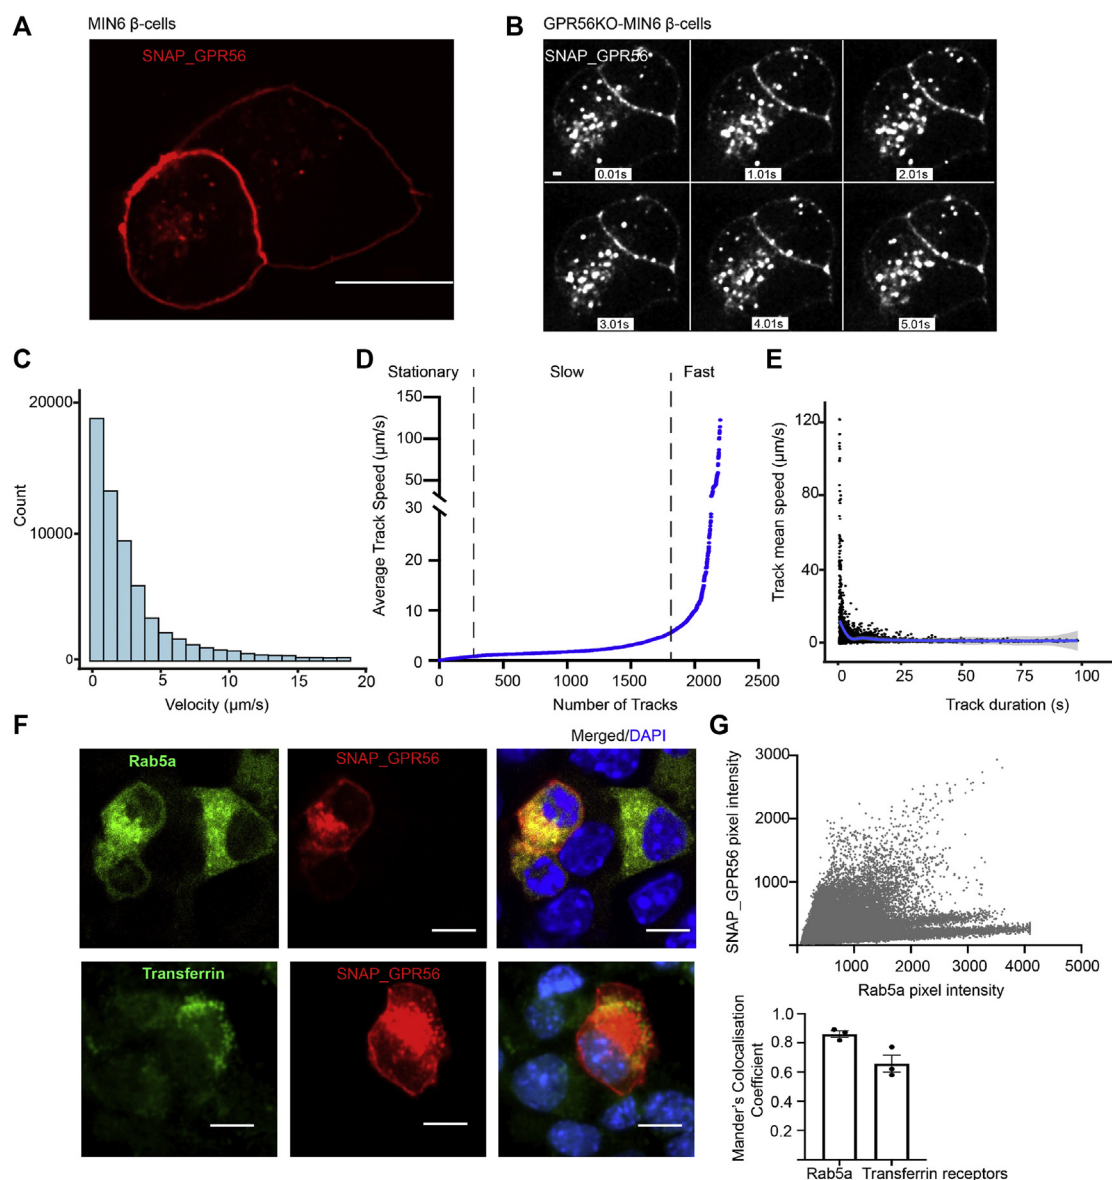 A
MIN6 β-cells
SNAP_GPR56
B
GPR56KO-MIN6 β-cells
SNAP_GPR56
0.01s
1.01s
2.01s
3.01s
4.01s
5.01s
C
20000
10000
0
Count
0
5
10
15
20
Velocity (µm/s)
D
Stationary
Slow
Fast
150
100
50
30
20
10
0
Average Track Speed (µm/s)
0
500
1000
1500
2000
2500
Number of Tracks
E
120
80
40
0
Track mean speed (µm/s)
0
25
50
75
100
Track duration (s)
F
Rab5a
SNAP_GPR56
Merged/DAPI
Transferrin
SNAP_GPR56
G
3000
2000
1000
SNAP_GPR56 pixel intensity
1000
2000
3000
4000
5000
Rab5a pixel intensity
1.0
0.8
0.6
0.4
0.2
Mander's Colocalisation
Coefficient
Rab5a
Transferrin receptors